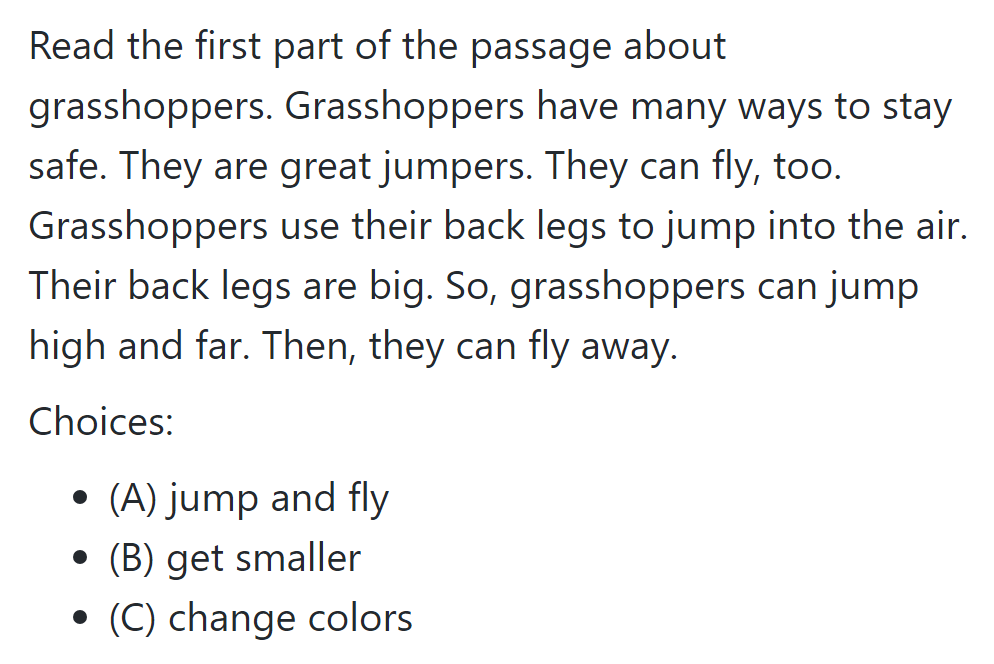 Read the first part of the passage about
grasshoppers. Grasshoppers have many ways to stay
safe. They are great jumpers. They can fly, too.
Grasshoppers use their back legs to jump into the air.
Their back legs are big. So, grasshoppers can jump
high and far. Then, they can fly away.
Choices:
• (A) jump and fly
• (B) get smaller
• (C) change colors